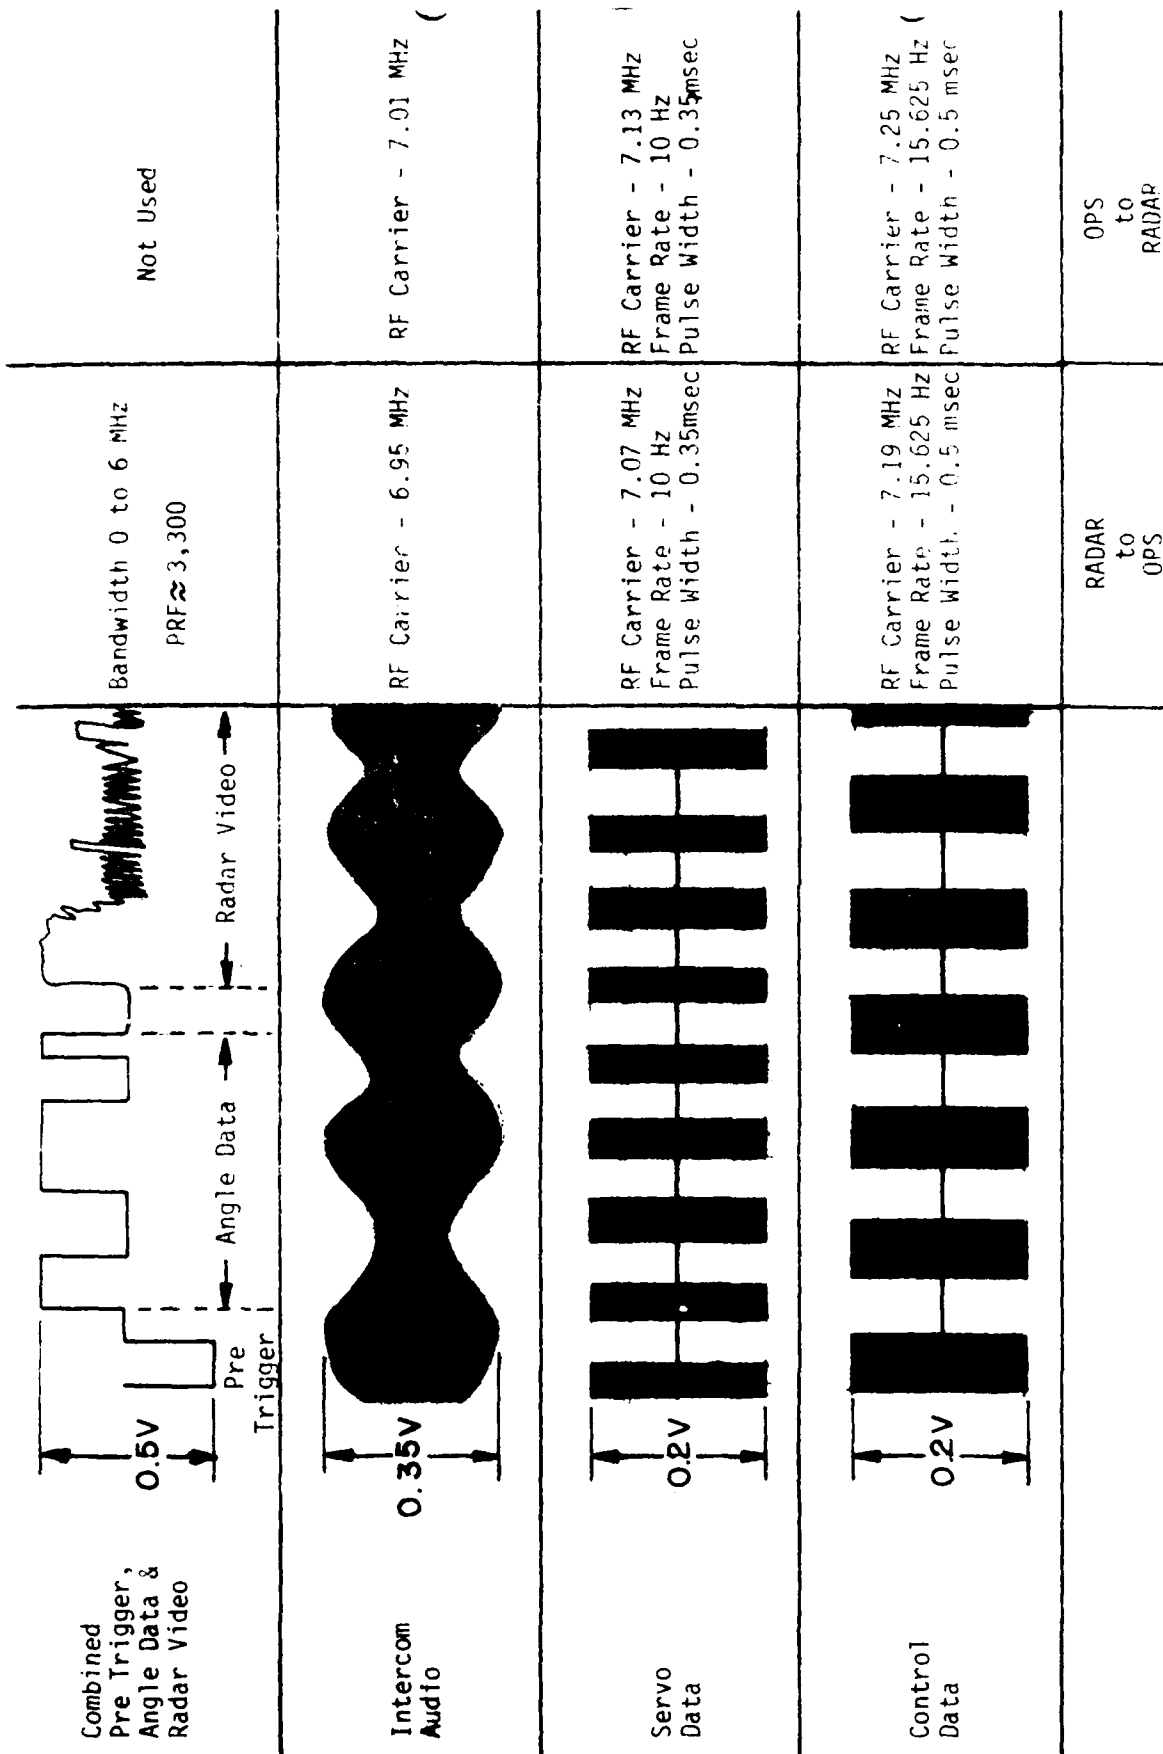 Combined
Pre Trigger,
Angle Data &
Radar Video
0.5V
Pre
Trigger
Angle Data
Radar Video
Bandwidth 0 to 6 MHz
PRF≈3,300
Not Used
Intercom
Audio
0.35V
RF Carrier - 6.95 MHz
RF Carrier - 7.01 MHz
(
Servo
Data
0.2V
RF Carrier - 7.07 MHz
Frame Rate - 10 Hz
Pulse Width - 0.35msec
RF Carrier - 7.13 MHz
Frame Rate - 10 Hz
Pulse Width - 0.35msec
Control
Data
0.2V
RF Carrier - 7.19 MHz
Frame Rate - 15.625 Hz
Pulse Width - 0.5 msec
RF Carrier - 7.25 MHz
Frame Rate - 15.625 Hz
Pulse Width - 0.5 msec
(
RADAR
to
OPS
OPS
to
RADAR